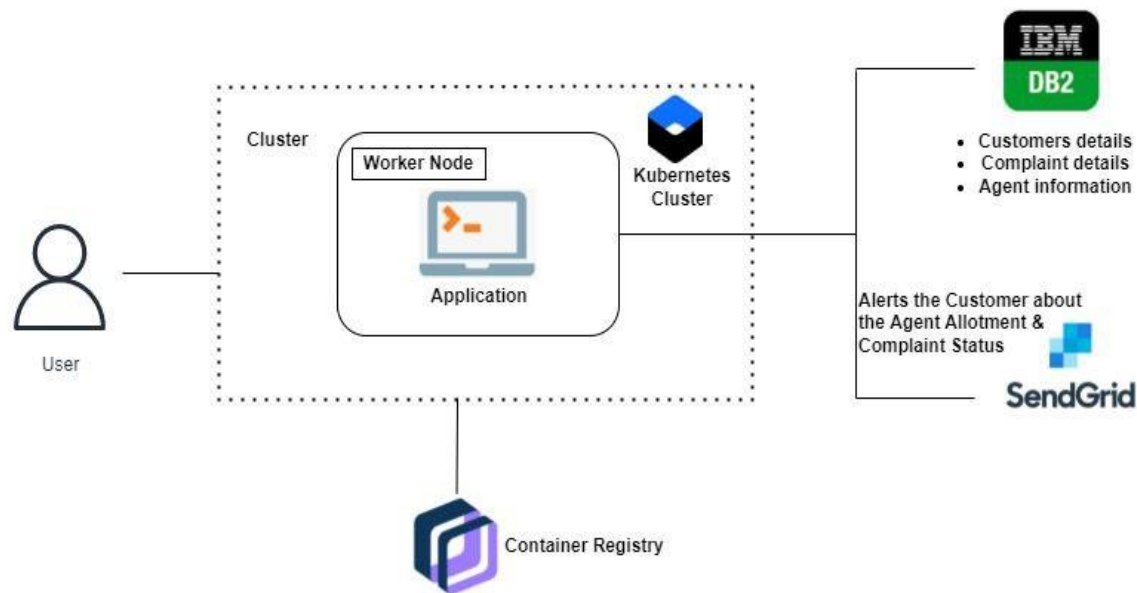 IBM
DB2
Customers details
Complaint details
Agent information
Cluster
Worker Node
Kubernetes
Cluster
Application
User
Alerts the Customer about
the Agent Allotment &
Complaint Status
SendGrid
Container Registry